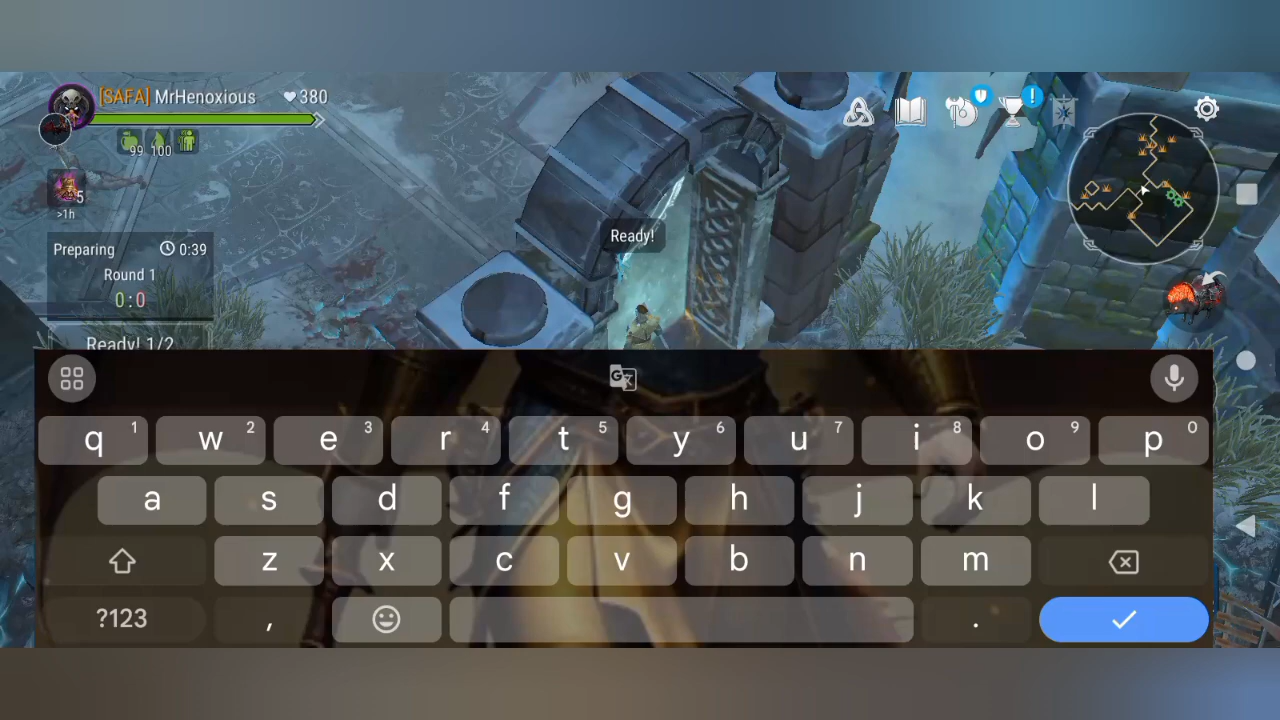 [SAFA] MrHenoxious 380
99 100
5
>1h
Preparing 0:39
Round 1
0 : 0
Ready! 1/2
Ready!
q 1 w 2 e 3 r 4 t 5 y 6 u 7 i 8 o 9 p 0
a s d f g h j k l
z x c v b n m
?123 , .